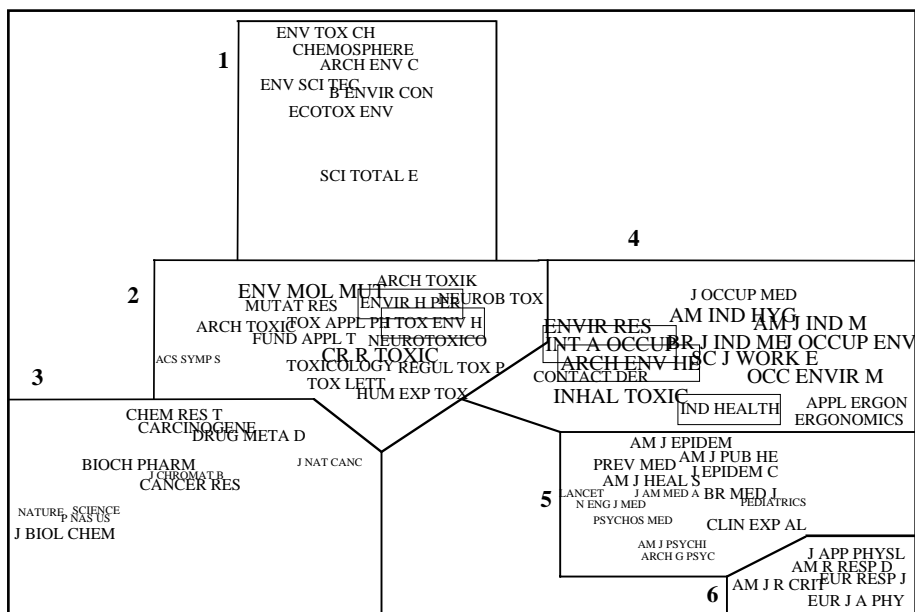 1
ENV TOX CH
CHEMOSPHERE
ARCH ENV C
ENV SCI TEC
B ENVIR CON
ECOTOX ENV
SCI TOTAL E
2
ARCH TOXIK
ENV MOL MUT
NEUROB TOX
ENVIR H PER
MUTAT RES
ARCH TOXIC
TOX APPL PH
J TOX ENV H
FUND APPL T
NEUROTOXICO
CR R TOXIC
ACS SYMP S
TOXICOLOGY
REGUL TOX P
TOX LETT
HUM EXP TOX
3
CHEM RES T
CARCINOGENE
DRUG META D
BIOCH PHARM
J NAT CANC
J CHROMAT B
CANCER RES
NATURE
SCIENCE
P NAS US
J BIOL CHEM
4
J OCCUP MED
AM IND HYG
AM J IND M
ENVIR RES
INT A OCCUP
BR J IND ME
J OCCUP ENV
ARCH ENV HE
SC J WORK E
CONTACT DER
OCC ENVIR M
INHAL TOXIC
IND HEALTH
APPL ERGON
ERGONOMICS
5
AM J EPIDEM
AM J PUB HE
PREV MED
J EPIDEM C
AM J HEAL S
LANCET
J AM MED A
BR MED J
N ENG J MED
PEDIATRICS
PSYCHOS MED
CLIN EXP AL
AM J PSYCHI
ARCH G PSYC
6
J APP PHYSL
AM R RESP D
EUR RESP J
AM J R CRIT
EUR J A PHY